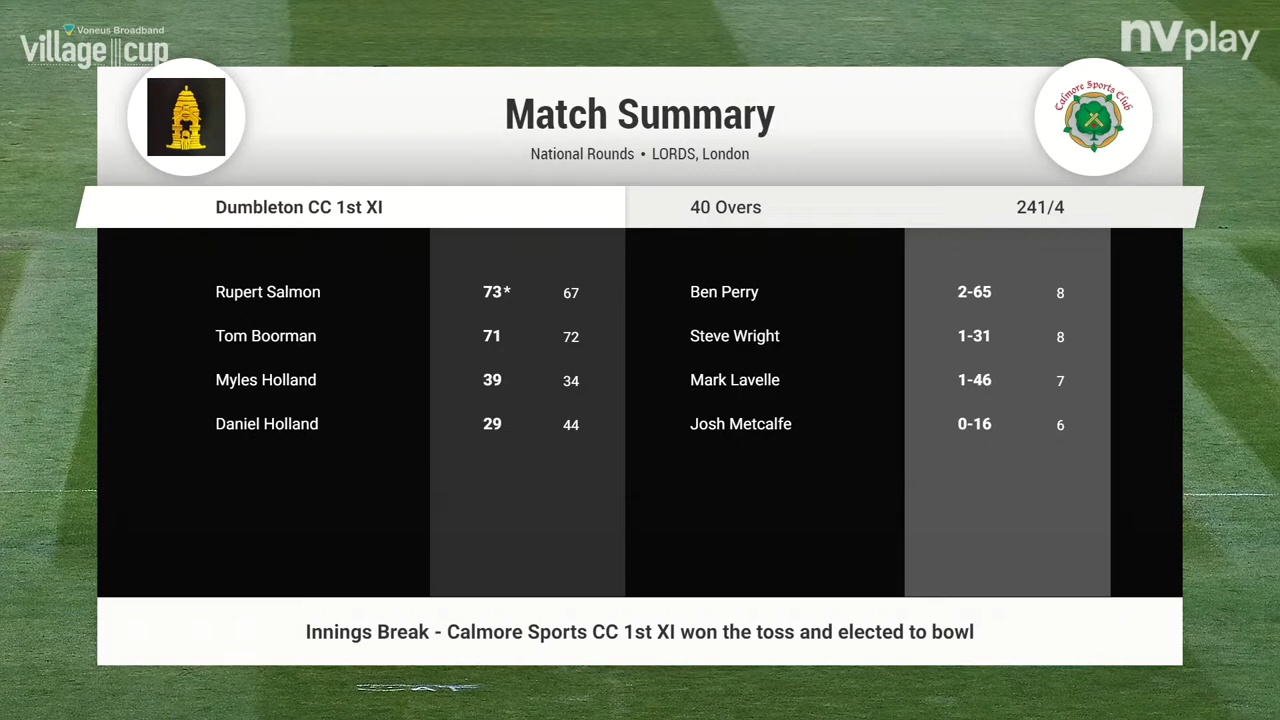 Voneus Broadband
Village cup
nvplay
Calmore Sports Club
Match Summary
National Rounds • LORDS, London
Dumbleton CC 1st XI 40 Overs 241/4
Rupert Salmon 73* 67 Ben Perry 2-65 8
Tom Boorman 71 72 Steve Wright 1-31 8
Myles Holland 39 34 Mark Lavelle 1-46 7
Daniel Holland 29 44 Josh Metcalfe 0-16 6
Innings Break - Calmore Sports CC 1st XI won the toss and elected to bowl